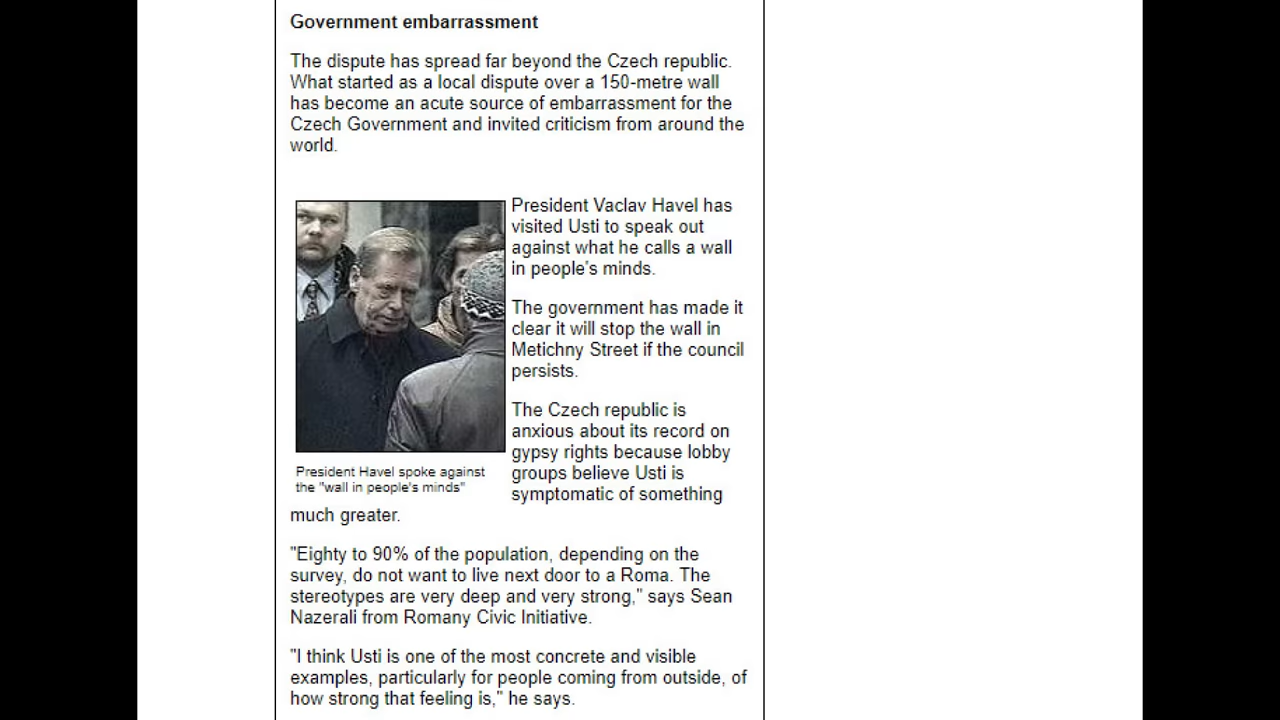 Government embarrassment
The dispute has spread far beyond the Czech republic.
What started as a local dispute over a 150-metre wall
has become an acute source of embarrassment for the
Czech Government and invited criticism from around the
world.
President Vaclav Havel has
visited Usti to speak out
against what he calls a wall
in people's minds.
The government has made it
clear it will stop the wall in
Metichny Street if the council
persists.
The Czech republic is
anxious about its record on
gypsy rights because lobby
groups believe Usti is
symptomatic of something
much greater.
President Havel spoke against
the "wall in people's minds"
"Eighty to 90% of the population, depending on the
survey, do not want to live next door to a Roma. The
stereotypes are very deep and very strong," says Sean
Nazerali from Romany Civic Initiative.
"I think Usti is one of the most concrete and visible
examples, particularly for people coming from outside, of
how strong that feeling is," he says.